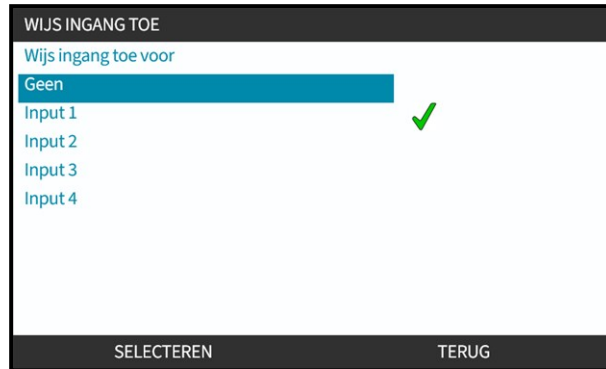 WIJS INGANG TOE
Wijs ingang toe voor
Geen
Input 1
Input 2
Input 3
Input 4
SELECTEREN TERUG